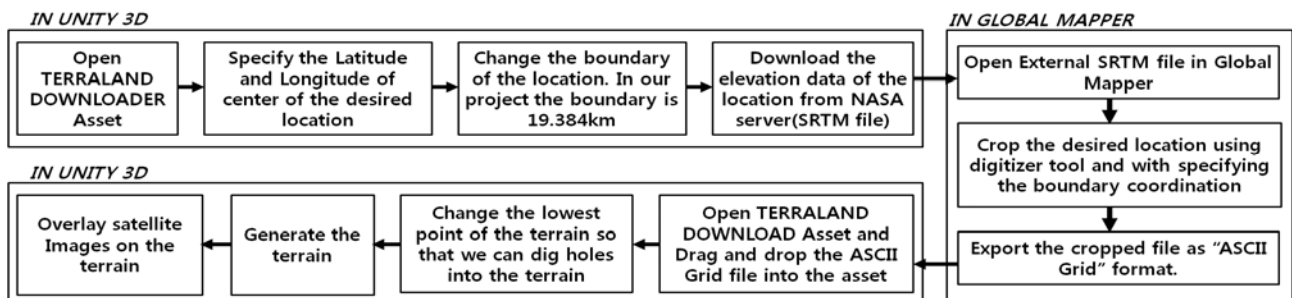 IN UNITY 3D
Open
TERRALAND
DOWNLOADER
Asset
Specify the Latitude
and Longitude of
center of the desired
location
Change the boundary
of the location. In our
project the boundary is
19.384km
Download the
elevation data of the
location from NASA
server(SRTM file)
IN GLOBAL MAPPER
Open External SRTM file in Global
Mapper
Crop the desired location using
digitizer tool and with specifying
the boundary coordination
Export the cropped file as “ASCII
Grid” format.
IN UNITY 3D
Open TERRALAND
DOWNLOAD Asset and
Drag and drop the ASCII
Grid file into the asset
Change the lowest
point of the terrain so
that we can dig holes
into the terrain
Generate the
terrain
Overlay satellite
Images on the
terrain